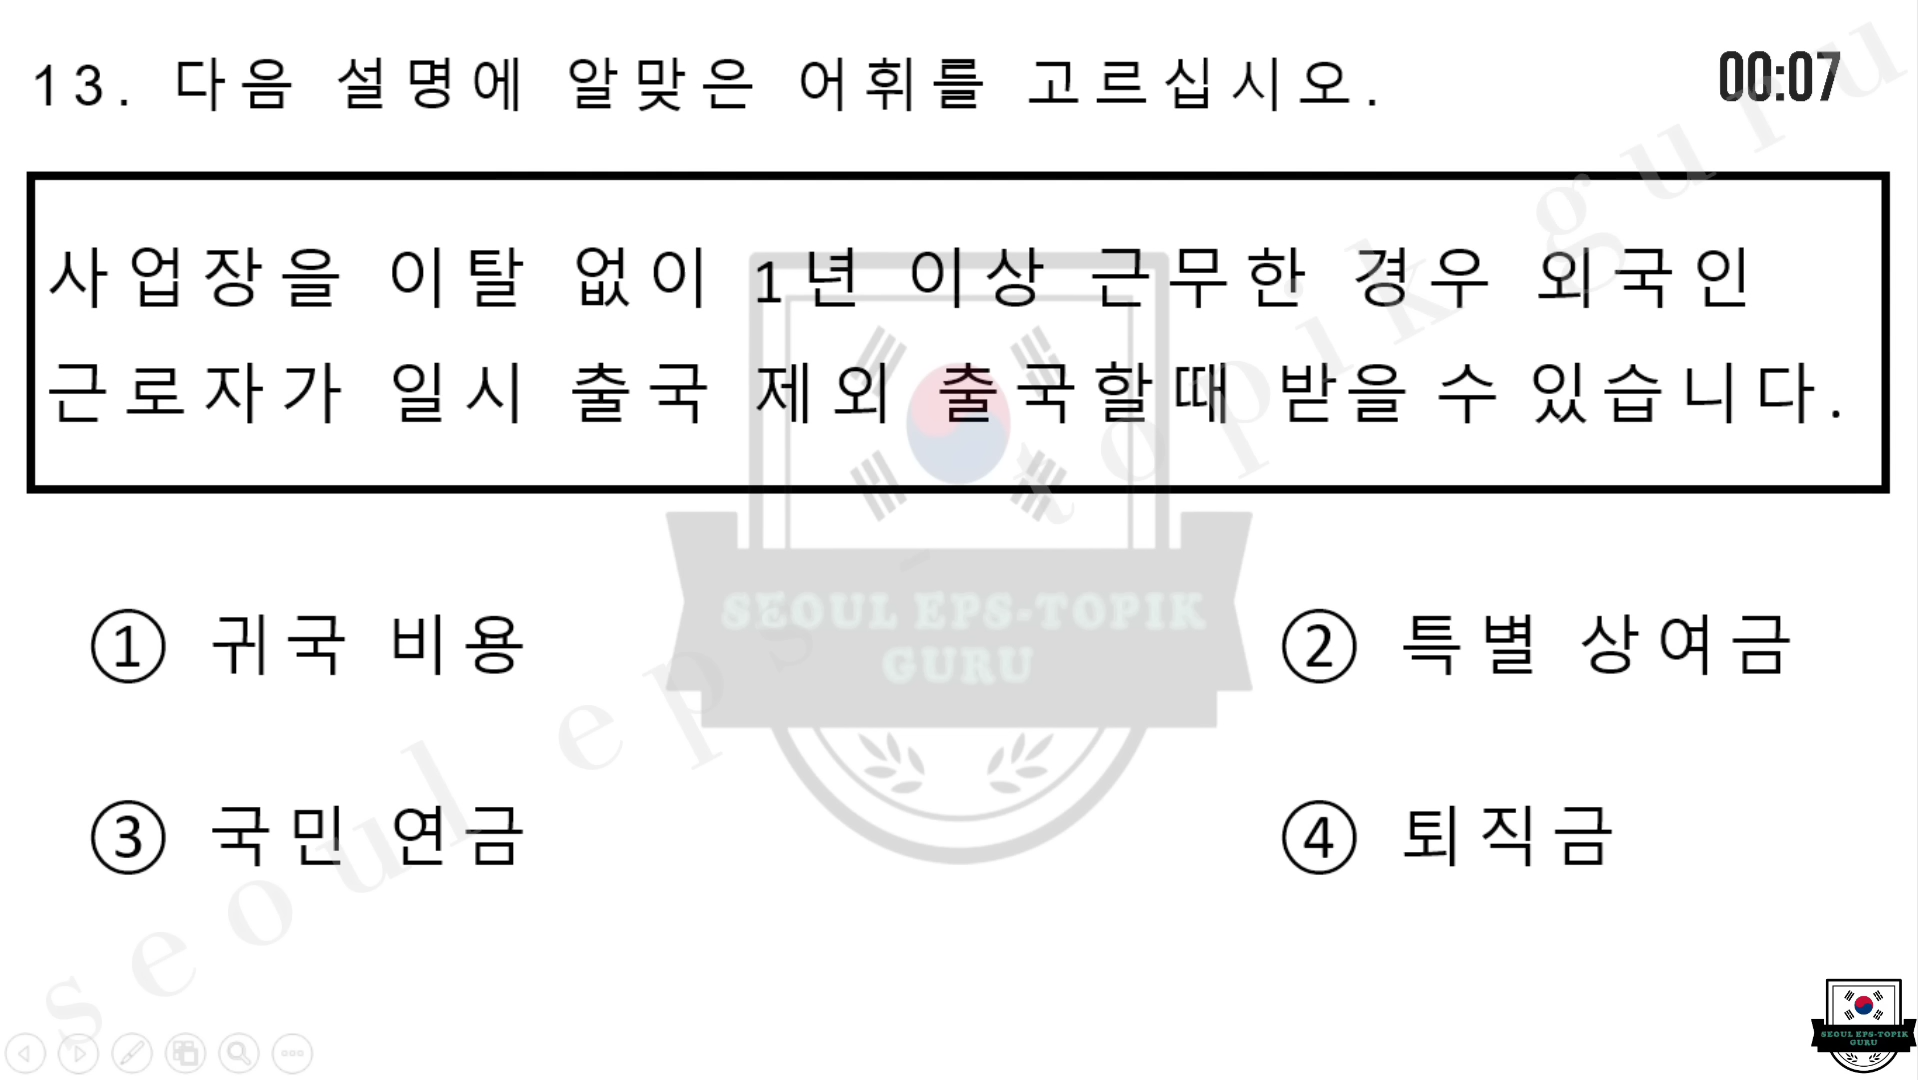 13. 다음 설명에 알맞은 어휘를 고르십시오.
00:07
사업장을 이탈 없이 1년 이상 근무한 경우 외국인
근로자가 일시 출국 제외 출국할때 받을 수 있습니다.
① 귀국 비용
② 특별 상여금
③ 국민 연금
④ 퇴직금
SEOUL EPS-TOPIK
GURU
seoul eps-topik guru
SEOUL EPS-TOPIK
GURU